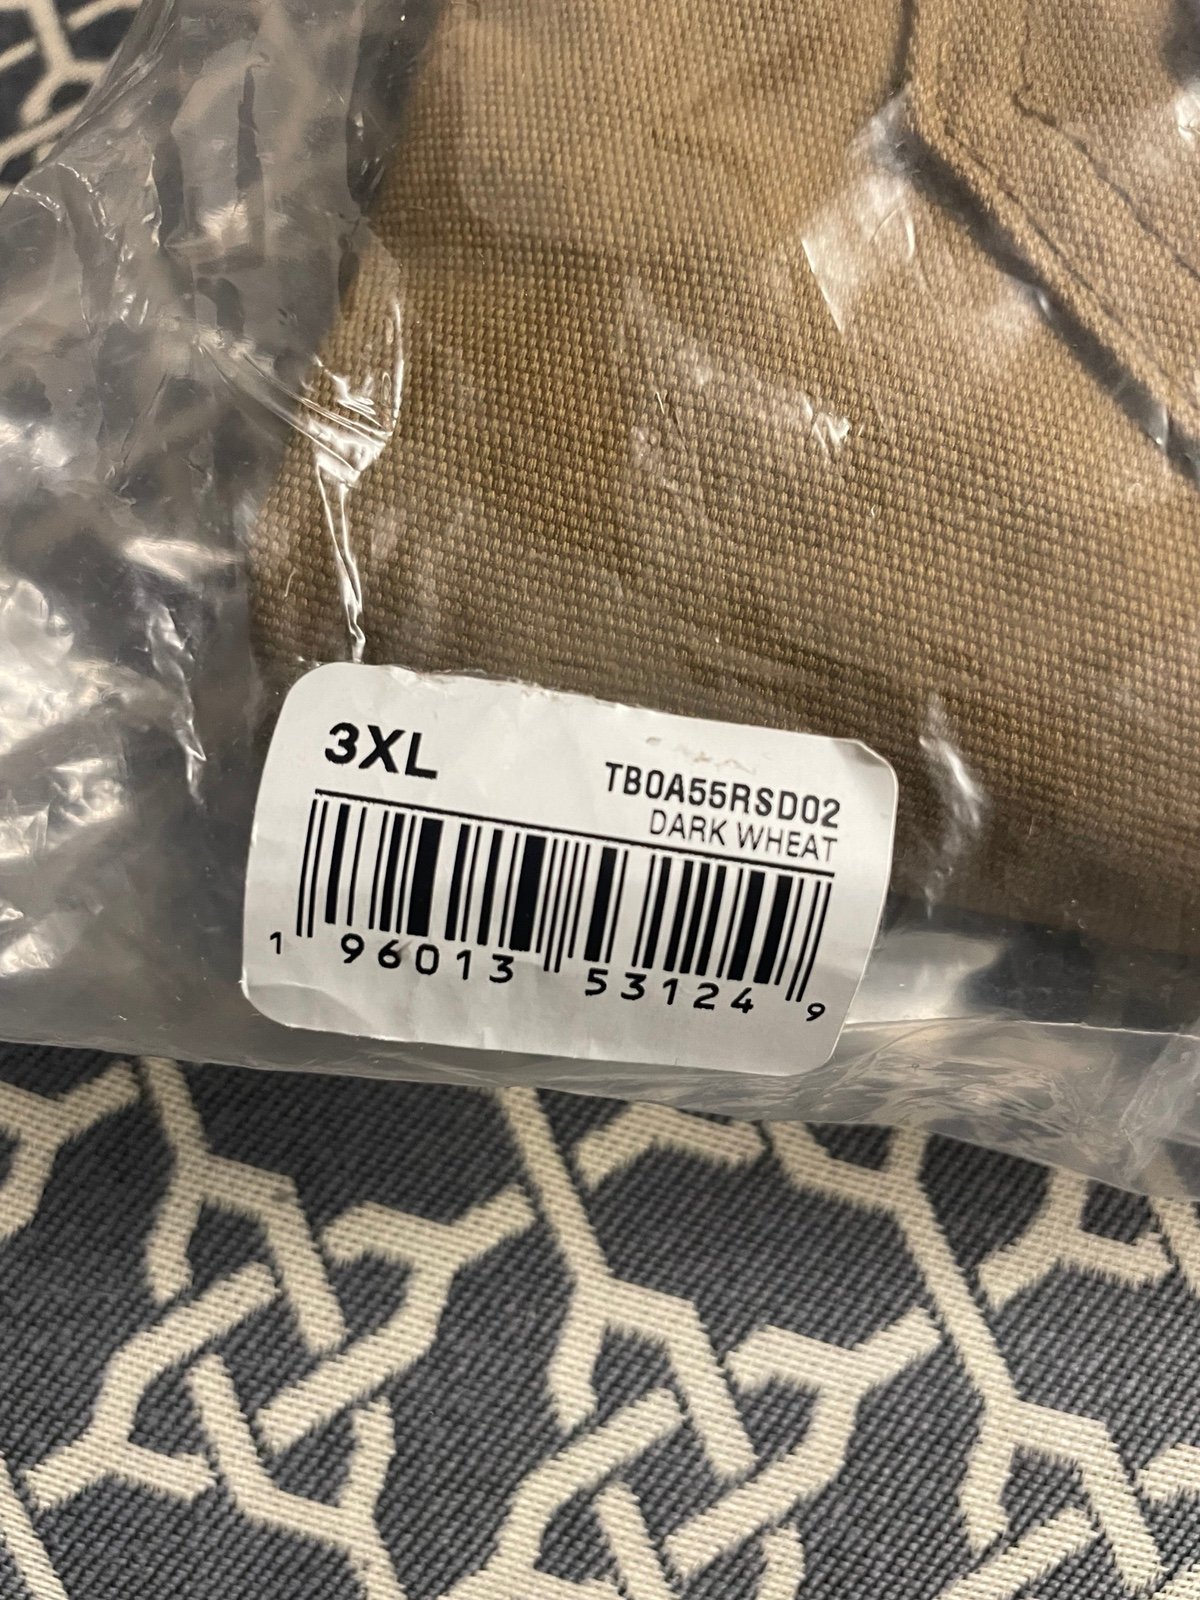 3XL
TB0A55RSD02
DARK WHEAT
1 96013 53124 9